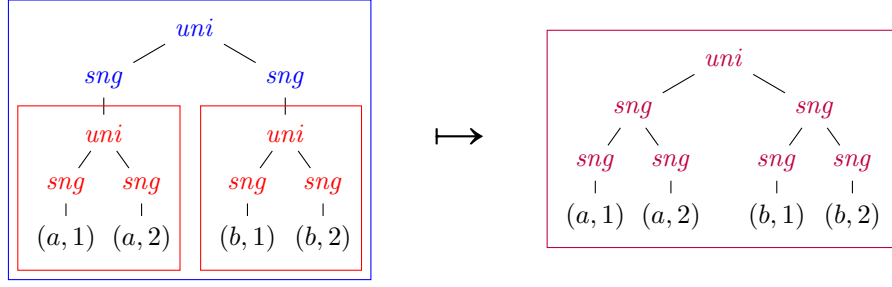 uni
sng sng
uni uni
sng sng sng sng
(a, 1) (a, 2) (b, 1) (b, 2)
↦
uni
sng sng
sng sng sng sng
(a, 1) (a, 2) (b, 1) (b, 2)